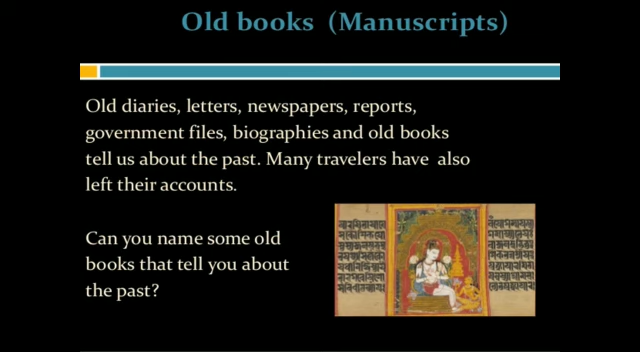 Old books (Manuscripts)
Old diaries, letters, newspapers, reports,
government files, biographies and old books
tell us about the past. Many travelers have also
left their accounts.
Can you name some old
books that tell you about
the past?